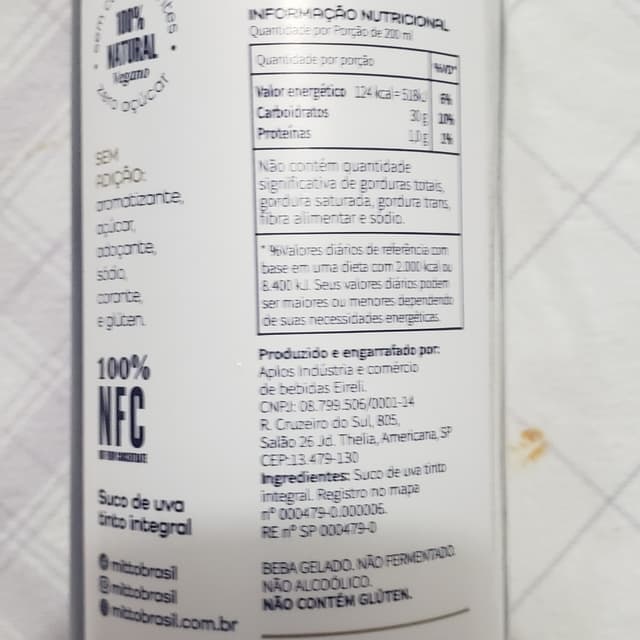 100%
NATURAL
Vegano
zero açúcar
SEM
ADIÇÃO:
aromatizante,
açúcar,
adoçante,
sódio,
corante,
e glúten.
100%
NFC
Suco de uva
tinto integral
mittobrasil
mittobrasil
mittobrasil.com.br
INFORMAÇÃO NUTRICIONAL
Quantidade por Porção de 200 ml
Quantidade por porção %VD*
Valor energético 124 kcal=518kJ 6%
Carboidratos 30g 10%
Proteínas 1,0g 1%
Não contém quantidade
significativa de gorduras totais,
gordura saturada, gordura trans,
fibra alimentar e sódio.
* %Valores diários de referência com
base em uma dieta com 2.000 kcal ou
8.400 kJ. Seus valores diários podem
ser maiores ou menores dependendo
de suas necessidades energéticas.
Produzido e engarrafado por:
Aplos Indústria e comércio
de bebidas Eireli.
CNPJ: 08.799.506/0001-14
R. Cruzeiro do Sul, 805,
Salão 26 Jd. Thelia, Americana, SP
CEP:13.479-130
Ingredientes: Suco de uva tinto
integral. Registro no mapa
nº 000479-0.000006.
RE nº SP 000479-0
BEBA GELADO. NÃO FERMENTADO.
NÃO ALCOÓLICO.
NÃO CONTÉM GLÚTEN.